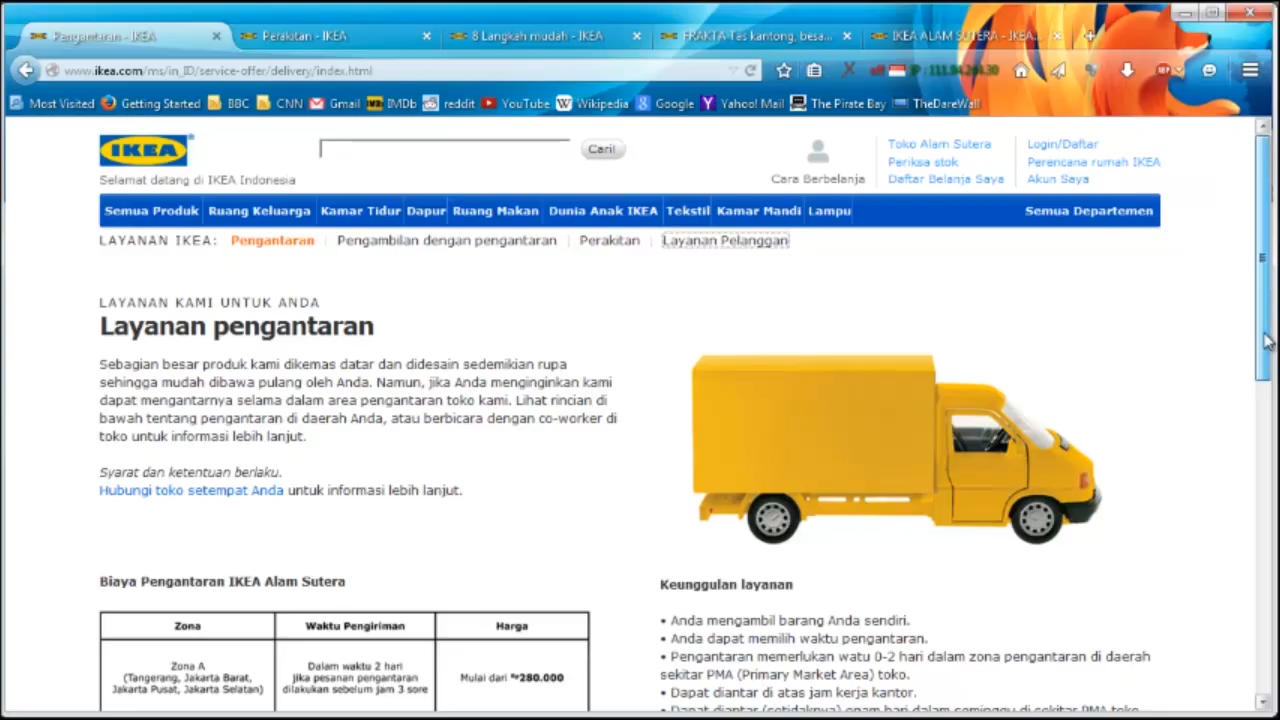 Pengantaran - IKEA
Perakitan - IKEA
8 Langkah mudah - IKEA
FRAKTA Tas kantong, besa...
IKEA ALAM SUTERA - IKEA...
www.ikea.com/ms/in_ID/service-offer/delivery/index.html
Most Visited Getting Started BBC CNN Gmail IMDb reddit YouTube Wikipedia Google Yahoo! Mail The Pirate Bay TheDareWall
IKEA
Cari!
Selamat datang di IKEA Indonesia
Cara Berbelanja
Toko Alam Sutera
Periksa stok
Daftar Belanja Saya
Login/Daftar
Perencana rumah IKEA
Akun Saya
Semua Produk Ruang Keluarga Kamar Tidur Dapur Ruang Makan Dunia Anak IKEA Tekstil Kamar Mandi Lampu Semua Departemen
LAYANAN IKEA: Pengantaran Pengambilan dengan pengantaran Perakitan Layanan Pelanggan
LAYANAN KAMI UNTUK ANDA
Layanan pengantaran
Sebagian besar produk kami dikemas datar dan didesain sedemikian rupa
sehingga mudah dibawa pulang oleh Anda. Namun, jika Anda menginginkan kami
dapat mengantarnya selama dalam area pengantaran toko kami. Lihat rincian di
bawah tentang pengantaran di daerah Anda, atau berbicara dengan co-worker di
toko untuk informasi lebih lanjut.
Syarat dan ketentuan berlaku.
Hubungi toko setempat Anda untuk informasi lebih lanjut.
Biaya Pengantaran IKEA Alam Sutera
Zona Waktu Pengiriman Harga
Zona A
(Tangerang, Jakarta Barat,
Jakarta Pusat, Jakarta Selatan)
Dalam waktu 2 hari
jika pesanan pengantaran
dilakukan sebelum jam 3 sore
Mulai dari Rp280.000
Keunggulan layanan
• Anda mengambil barang Anda sendiri.
• Anda dapat memilih waktu pengantaran.
• Pengantaran memerlukan watu 0-2 hari dalam zona pengantaran di daerah
sekitar PMA (Primary Market Area) toko.
• Dapat diantar di atas jam kerja kantor.
• Dapat diantar (setidaknya) enam hari dalam seminggu di sekitar PMA toko